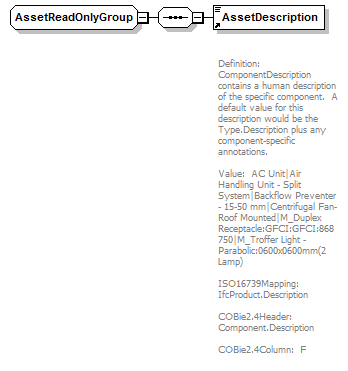 AssetReadOnlyGroup
AssetDescription
Definition:
ComponentDescription
contains a human description
of the specific component.  A
default value for this
description would be the
Type.Description plus any
component-specific
annotations.
Value:  AC Unit|Air
Handling Unit - Split
System|Backflow Preventer
- 15-50 mm|Centrifugal Fan-
Roof Mounted|M_Duplex
Receptacle:GFCI:GFCI:868
750|M_Troffer Light -
Parabolic:0600x0600mm(2
Lamp)
ISO16739Mapping:
IfcProduct.Description
COBie2.4Header:
Component.Description
COBie2.4Column:  F